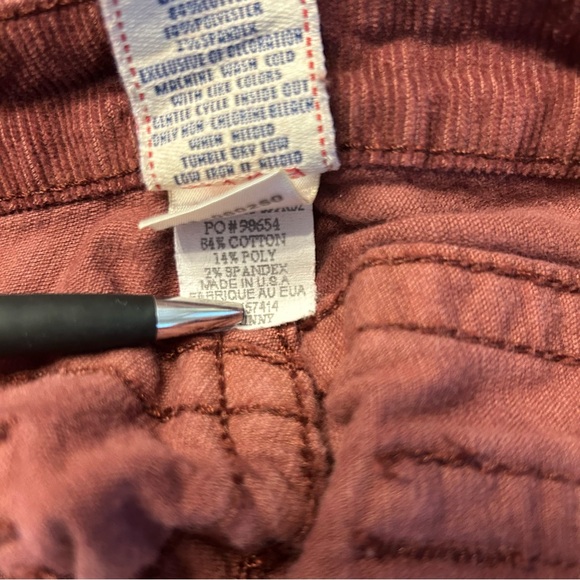 POLYESTER
2% SPANDEX
EXCLUSIVE OF DECORATION
MACHINE WASH COLD
WITH LIKE COLORS
GENTLE CYCLE INSIDE OUT
ONLY NON-CHLORINE BLEACH
WHEN NEEDED
TUMBLE DRY LOW
LOW IRON IF NEEDED
PO#98654
84% COTTON
14% POLY
2% SPANDEX
MADE IN U.S.A
FABRIQUE AU EUA
57414